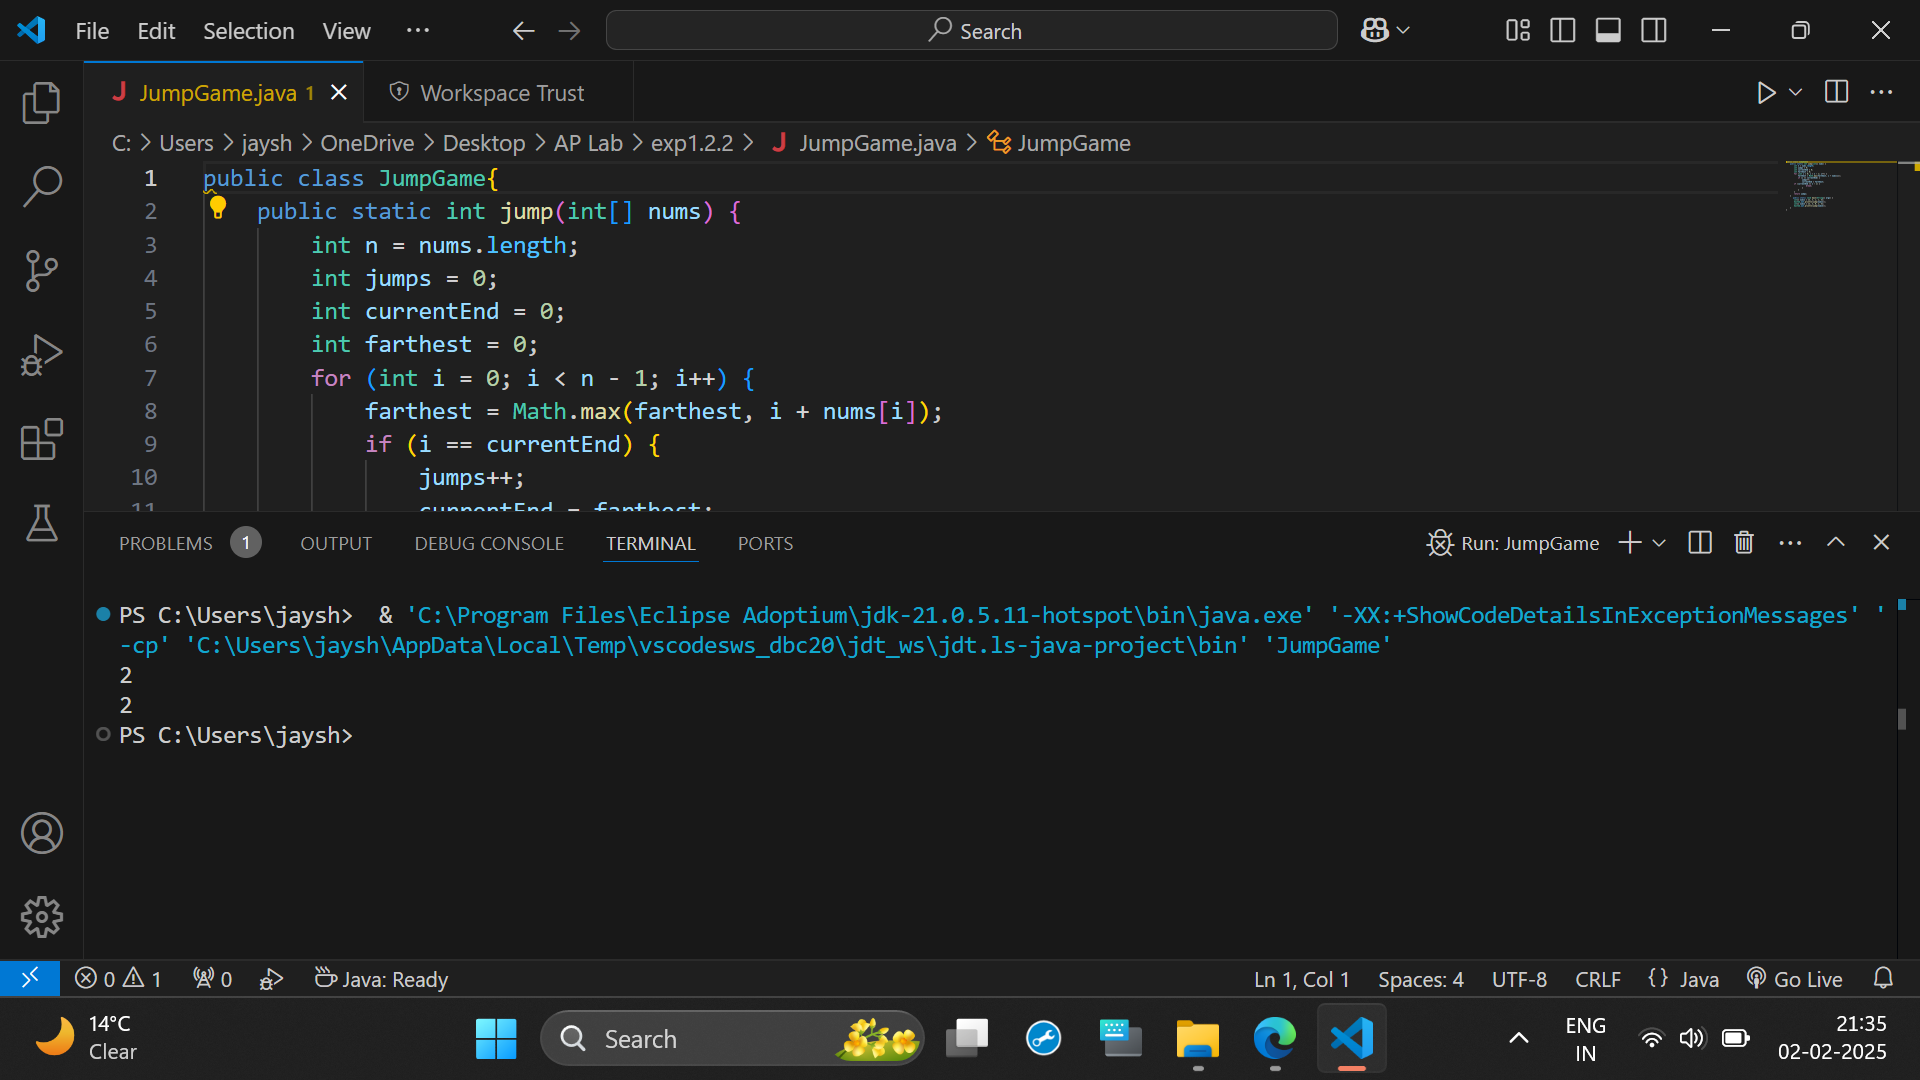 File Edit Selection View ··· Search
JumpGame.java 1 Workspace Trust
C: > Users > jaysh > OneDrive > Desktop > AP Lab > exp1.2.2 > JumpGame.java > JumpGame
1 public class JumpGame{
2 public static int jump(int[] nums) {
3 int n = nums.length;
4 int jumps = 0;
5 int currentEnd = 0;
6 int farthest = 0;
7 for (int i = 0; i < n - 1; i++) {
8 farthest = Math.max(farthest, i + nums[i]);
9 if (i == currentEnd) {
10 jumps++;
11 currentEnd = farthest;
PROBLEMS 1 OUTPUT DEBUG CONSOLE TERMINAL PORTS Run: JumpGame
PS C:\Users\jaysh>  & 'C:\Program Files\Eclipse Adoptium\jdk-21.0.5.11-hotspot\bin\java.exe' '-XX:+ShowCodeDetailsInExceptionMessages' '
-cp' 'C:\Users\jaysh\AppData\Local\Temp\vscodesws_dbc20\jdt_ws\jdt.ls-java-project\bin' 'JumpGame'
2
2
PS C:\Users\jaysh>
0 1 0 Java: Ready Ln 1, Col 1 Spaces: 4 UTF-8 CRLF {} Java Go Live
14°C
Clear
Search
ENG
IN
21:35
02-02-2025